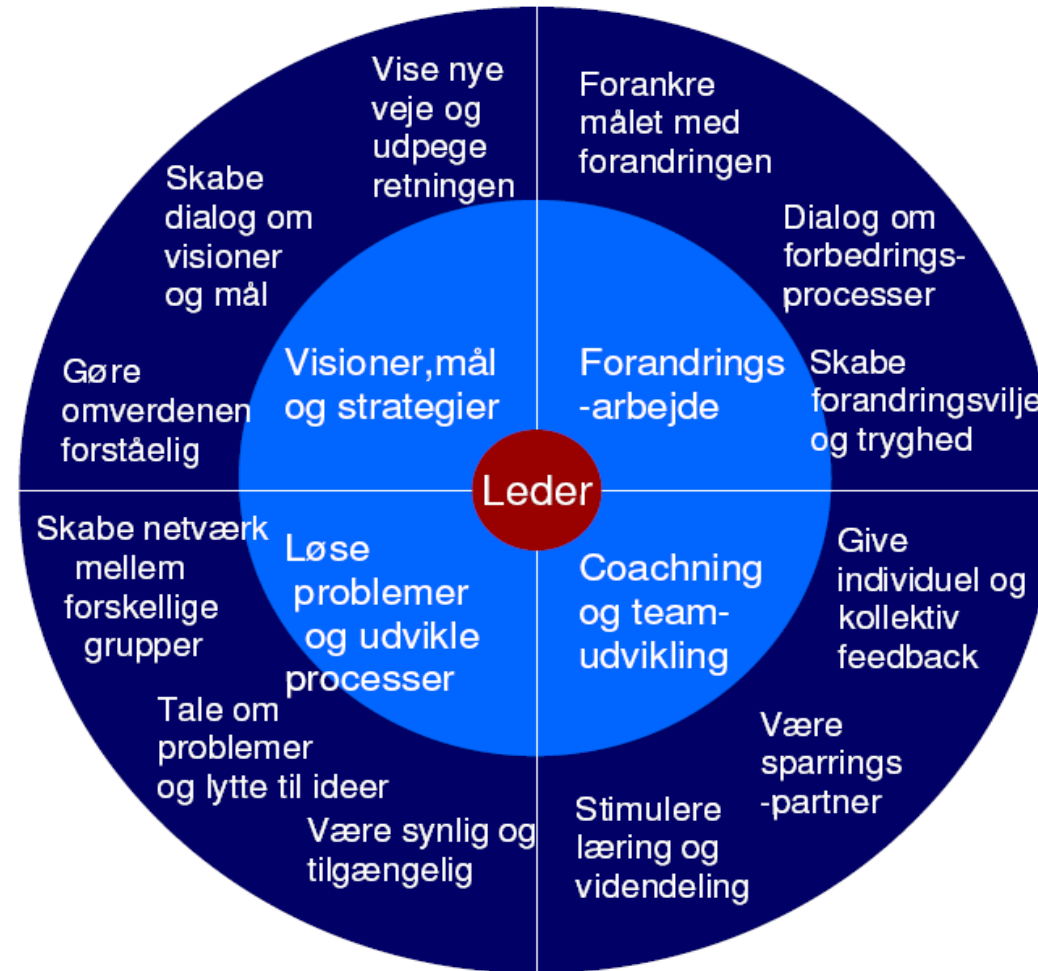 Vise nye
veje og
udpege
retningen
Skabe
dialog om
visioner
og mål
Gøre
omverdenen
forståelig
Visioner,mål
og strategier
Forankre
målet med
forandringen
Dialog om
forbedrings-
processer
Skabe
forandringsvilje
og tryghed
Forandrings
-arbejde
Leder
Skabe netværk
mellem
forskellige
grupper
Tale om
problemer
og lytte til ideer
Være synlig og
tilgængelig
Løse
problemer
og udvikle
processer
Coachning
og team-
udvikling
Give
individuel og
kollektiv
feedback
Være
sparrings
-partner
Stimulere
læring og
videndeling